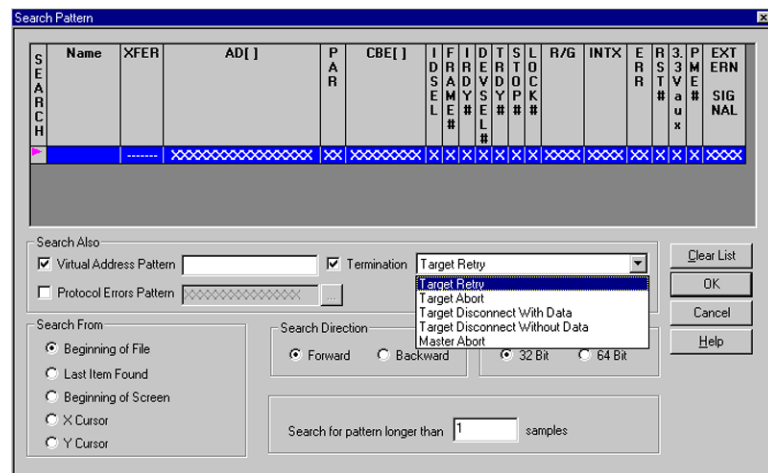 Search Pattern
SEARCH
Name
XFER
AD[ ]
PAR
CBE[ ]
IDSEL
FRAME#
IRDY#
DEVSEL#
TRDY#
STOP#
LOCK#
R/G
INTX
ERR
RST#
3.3Vaux
PME#
EXTERN SIGNAL
------- XXXXXXXXXXXXXXXX XX XXXXXXXX X X X X X X X XXXX XXXX XX X X X XXXX
Search Also
Virtual Address Pattern
Termination
Target Retry
Protocol Errors Pattern
XXXXXXXXXXXXXX
...
Target Retry
Target Abort
Target Disconnect With Data
Target Disconnect Without Data
Master Abort
Clear List
OK
Cancel
Help
Search From
Beginning of File
Last Item Found
Beginning of Screen
X Cursor
Y Cursor
Search Direction
Forward
Backward
32 Bit
64 Bit
Search for pattern longer than 1 samples